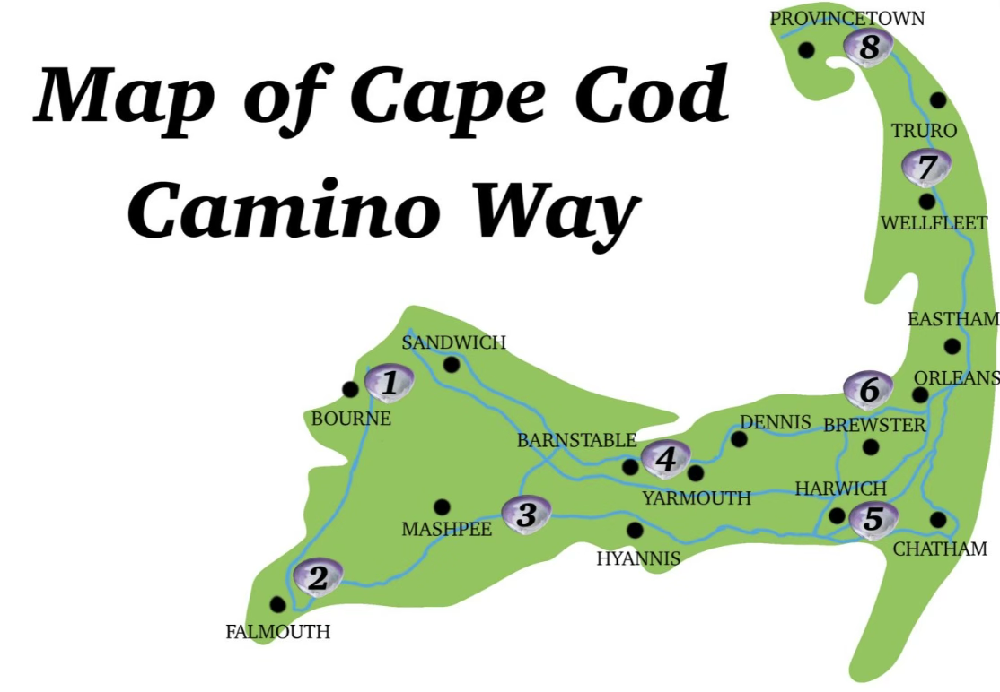 Map of Cape Cod
Camino Way
PROVINCETOWN
8
TRURO
7
WELLFLEET
EASTHAM
SANDWICH
1
ORLEANS
6
BOURNE
DENNIS
BREWSTER
BARNSTABLE
4
YARMOUTH
HARWICH
3
5
MASHPEE
CHATHAM
HYANNIS
2
FALMOUTH